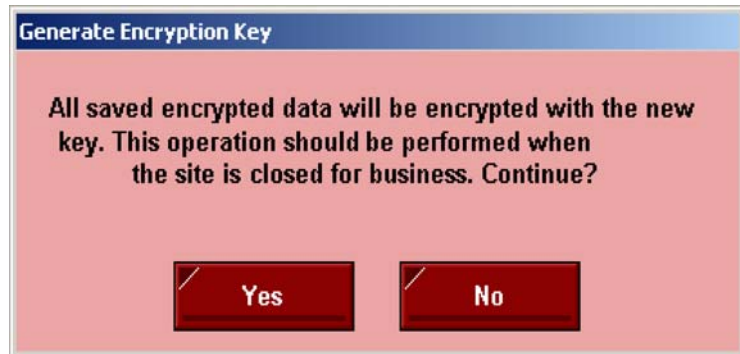 Generate Encryption Key
All saved encrypted data will be encrypted with the new
key. This operation should be performed when
the site is closed for business. Continue?
Yes
No